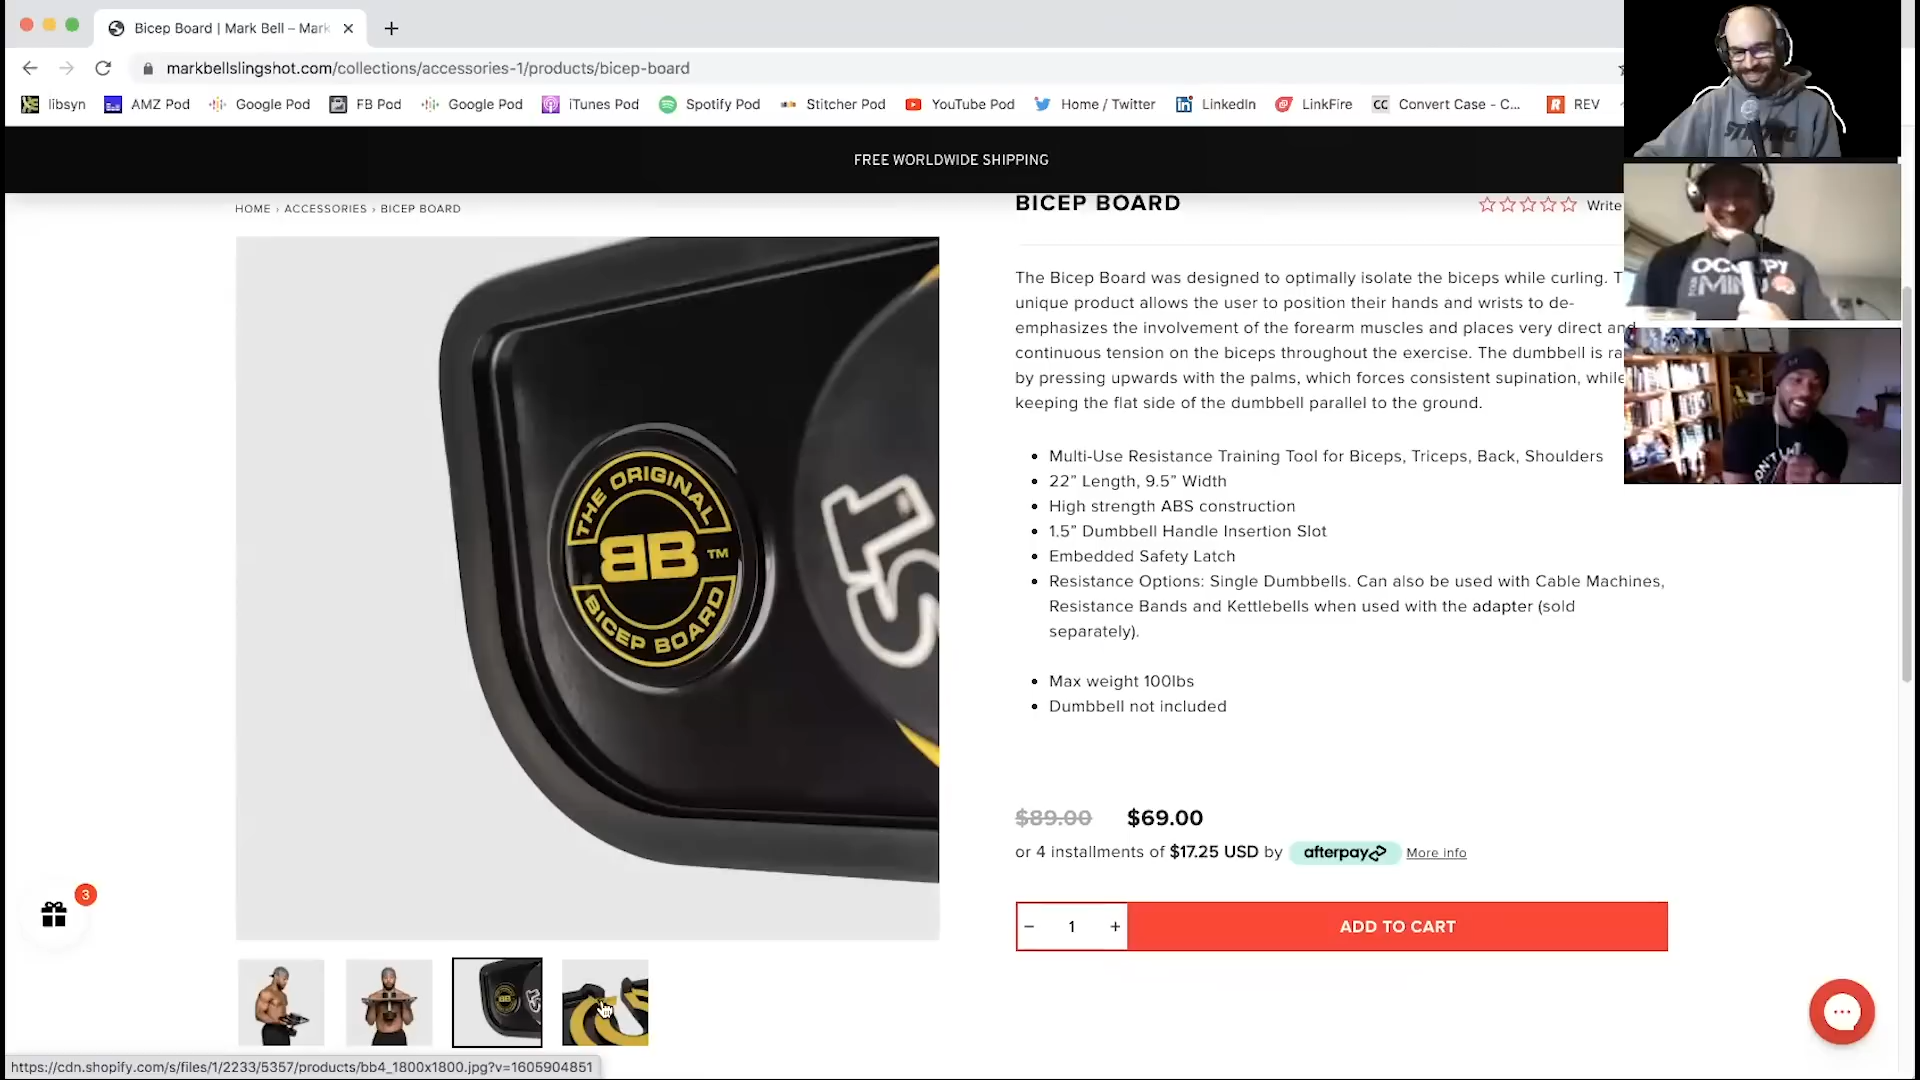 Bicep Board | Mark Bell – Mark
markbellslingshot.com/collections/accessories-1/products/bicep-board
libsyn AMZ Pod Google Pod FB Pod Google Pod iTunes Pod Spotify Pod Stitcher Pod YouTube Pod Home / Twitter LinkedIn LinkFire CC Convert Case - C... R REV
FREE WORLDWIDE SHIPPING
HOME › ACCESSORIES › BICEP BOARD
BICEP BOARD
Write
The Bicep Board was designed to optimally isolate the biceps while curling. T
unique product allows the user to position their hands and wrists to de-
emphasizes the involvement of the forearm muscles and places very direct and
continuous tension on the biceps throughout the exercise. The dumbbell is ra
by pressing upwards with the palms, which forces consistent supination, while
keeping the flat side of the dumbbell parallel to the ground.
• Multi-Use Resistance Training Tool for Biceps, Triceps, Back, Shoulders
• 22” Length, 9.5” Width
• High strength ABS construction
• 1.5” Dumbbell Handle Insertion Slot
• Embedded Safety Latch
• Resistance Options: Single Dumbbells. Can also be used with Cable Machines,
Resistance Bands and Kettlebells when used with the adapter (sold
separately).
• Max weight 100lbs
• Dumbbell not included
$89.00 $69.00
or 4 installments of $17.25 USD by afterpay More info
− 1 + ADD TO CART
THE ORIGINAL
BB TM
BICEP BOARD
ST
3
https://cdn.shopify.com/s/files/1/2233/5357/products/bb4_1800x1800.jpg?v=1605904851
STRONG
OCCUPY
YOUR
MIND